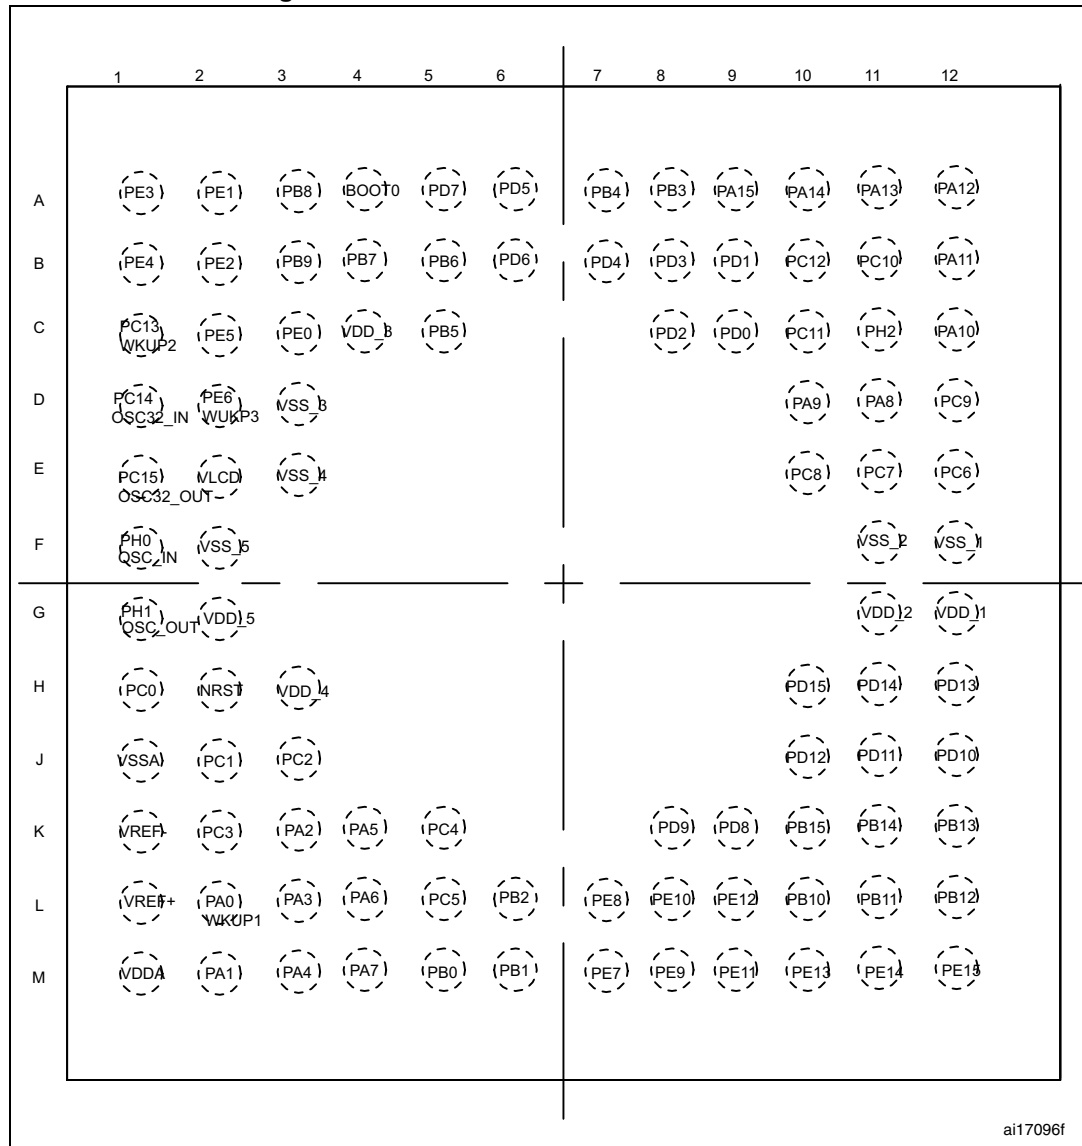 1 2 3 4 5 6 7 8 9 10 11 12
A PE3 PE1 PB8 BOOT0 PD7 PD5 PB4 PB3 PA15 PA14 PA13 PA12
B PE4 PE2 PB9 PB7 PB6 PD6 PD4 PD3 PD1 PC12 PC10 PA11
C PC13 PE5 PE0 VDD_3 PB5 PD2 PD0 PC11 PH2 PA10
WKUP2
D PC14 PE6 VSS_3 PA9 PA8 PC9
OSC32_IN WUKP3
E PC15 VLCD VSS_4 PC8 PC7 PC6
OSC32_OUT
F PH0 VSS_5 VSS_2 VSS_1
OSC_IN
G PH1 VDD_5 VDD_2 VDD_1
OSC_OUT
H PC0 NRST VDD_4 PD15 PD14 PD13
J VSSA PC1 PC2 PD12 PD11 PD10
K VREF- PC3 PA2 PA5 PC4 PD9 PD8 PB15 PB14 PB13
L VREF+ PA0 PA3 PA6 PC5 PB2 PE8 PE10 PE12 PB10 PB11 PB12
WKUP1
M VDDA PA1 PA4 PA7 PB0 PB1 PE7 PE9 PE11 PE13 PE14 PE15
ai17096f